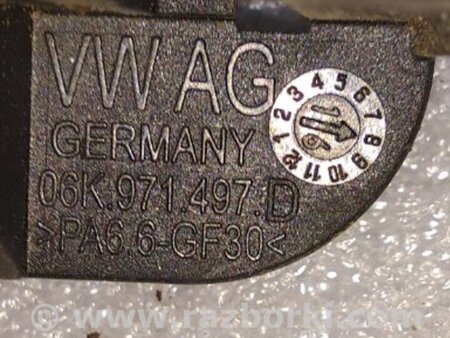 VW AG
GERMANY
06K.971.497.D
>PA6.6-GF30<
1 2 3 4 5 6 7 8 9 10 11 12
© www.razborki.com